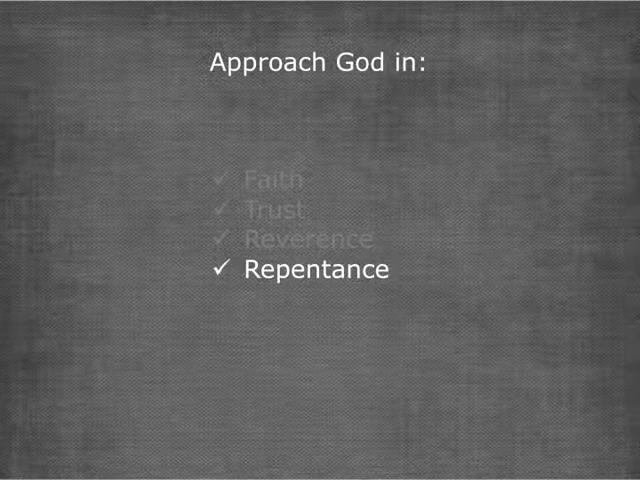 Approach God in:
✓ Faith
✓ Trust
✓ Reverence
✓ Repentance